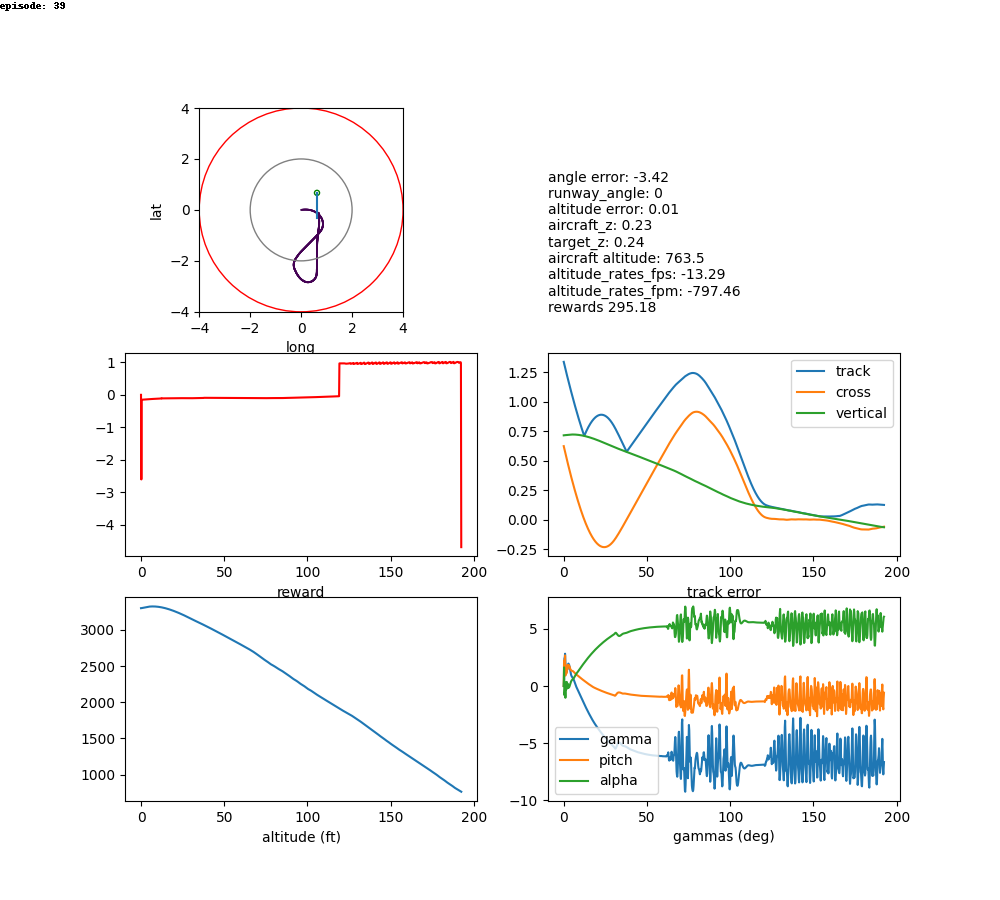 episode: 39
4
2
0
−2
−4
lat
−4 −2 0 2 4
long
angle error: -3.42
runway_angle: 0
altitude error: 0.01
aircraft_z: 0.23
target_z: 0.24
aircraft altitude: 763.5
altitude_rates_fps: -13.29
altitude_rates_fpm: -797.46
rewards 295.18
1
0
−1
−2
−3
−4
0 50 100 150 200
reward
1.25
1.00
0.75
0.50
0.25
0.00
−0.25
track
cross
vertical
0 50 100 150 200
track error
3000
2500
2000
1500
1000
0 50 100 150 200
altitude (ft)
5
0
−5
−10
gamma
pitch
alpha
0 50 100 150 200
gammas (deg)